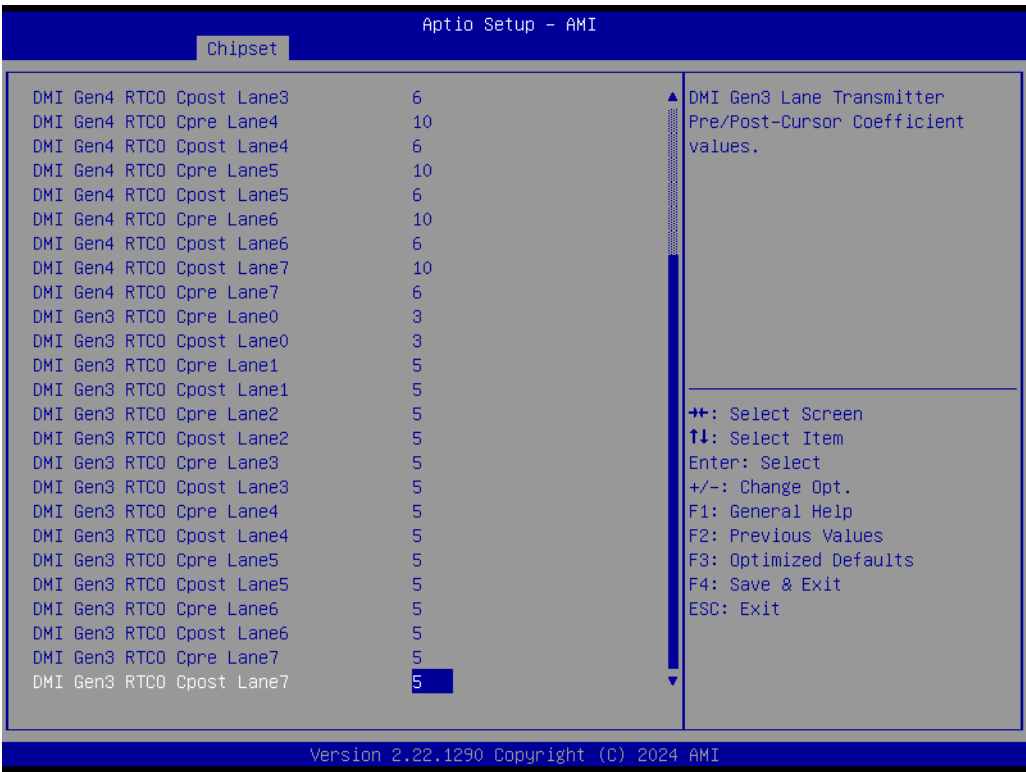 Aptio Setup – AMI
Chipset
DMI Gen4 RTCO Cpost Lane3 6
DMI Gen4 RTCO Cpre Lane4 10
DMI Gen4 RTCO Cpost Lane4 6
DMI Gen4 RTCO Cpre Lane5 10
DMI Gen4 RTCO Cpost Lane5 6
DMI Gen4 RTCO Cpre Lane6 10
DMI Gen4 RTCO Cpost Lane6 6
DMI Gen4 RTCO Cpost Lane7 10
DMI Gen4 RTCO Cpre Lane7 6
DMI Gen3 RTCO Cpre Lane0 3
DMI Gen3 RTCO Cpost Lane0 3
DMI Gen3 RTCO Cpre Lane1 5
DMI Gen3 RTCO Cpost Lane1 5
DMI Gen3 RTCO Cpre Lane2 5
DMI Gen3 RTCO Cpost Lane2 5
DMI Gen3 RTCO Cpre Lane3 5
DMI Gen3 RTCO Cpost Lane3 5
DMI Gen3 RTCO Cpre Lane4 5
DMI Gen3 RTCO Cpost Lane4 5
DMI Gen3 RTCO Cpre Lane5 5
DMI Gen3 RTCO Cpost Lane5 5
DMI Gen3 RTCO Cpre Lane6 5
DMI Gen3 RTCO Cpost Lane6 5
DMI Gen3 RTCO Cpre Lane7 5
DMI Gen3 RTCO Cpost Lane7 5
DMI Gen3 Lane Transmitter
Pre/Post-Cursor Coefficient
values.
→←: Select Screen
↑↓: Select Item
Enter: Select
+/-: Change Opt.
F1: General Help
F2: Previous Values
F3: Optimized Defaults
F4: Save & Exit
ESC: Exit
Version 2.22.1290 Copyright (C) 2024 AMI